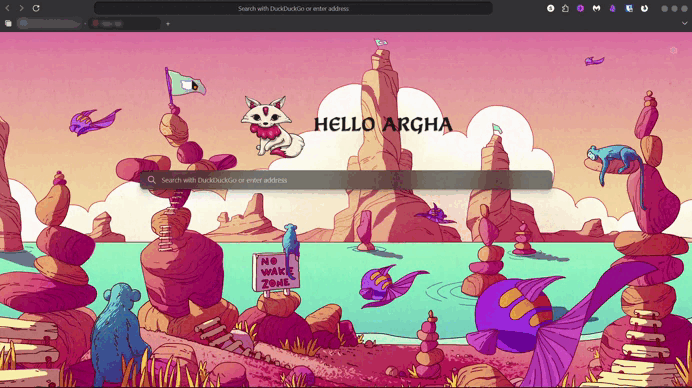 Search with DuckDuckGo or enter address
HELLO ARGHA
Search with DuckDuckGo or enter address
NO
WAKE
ZONE